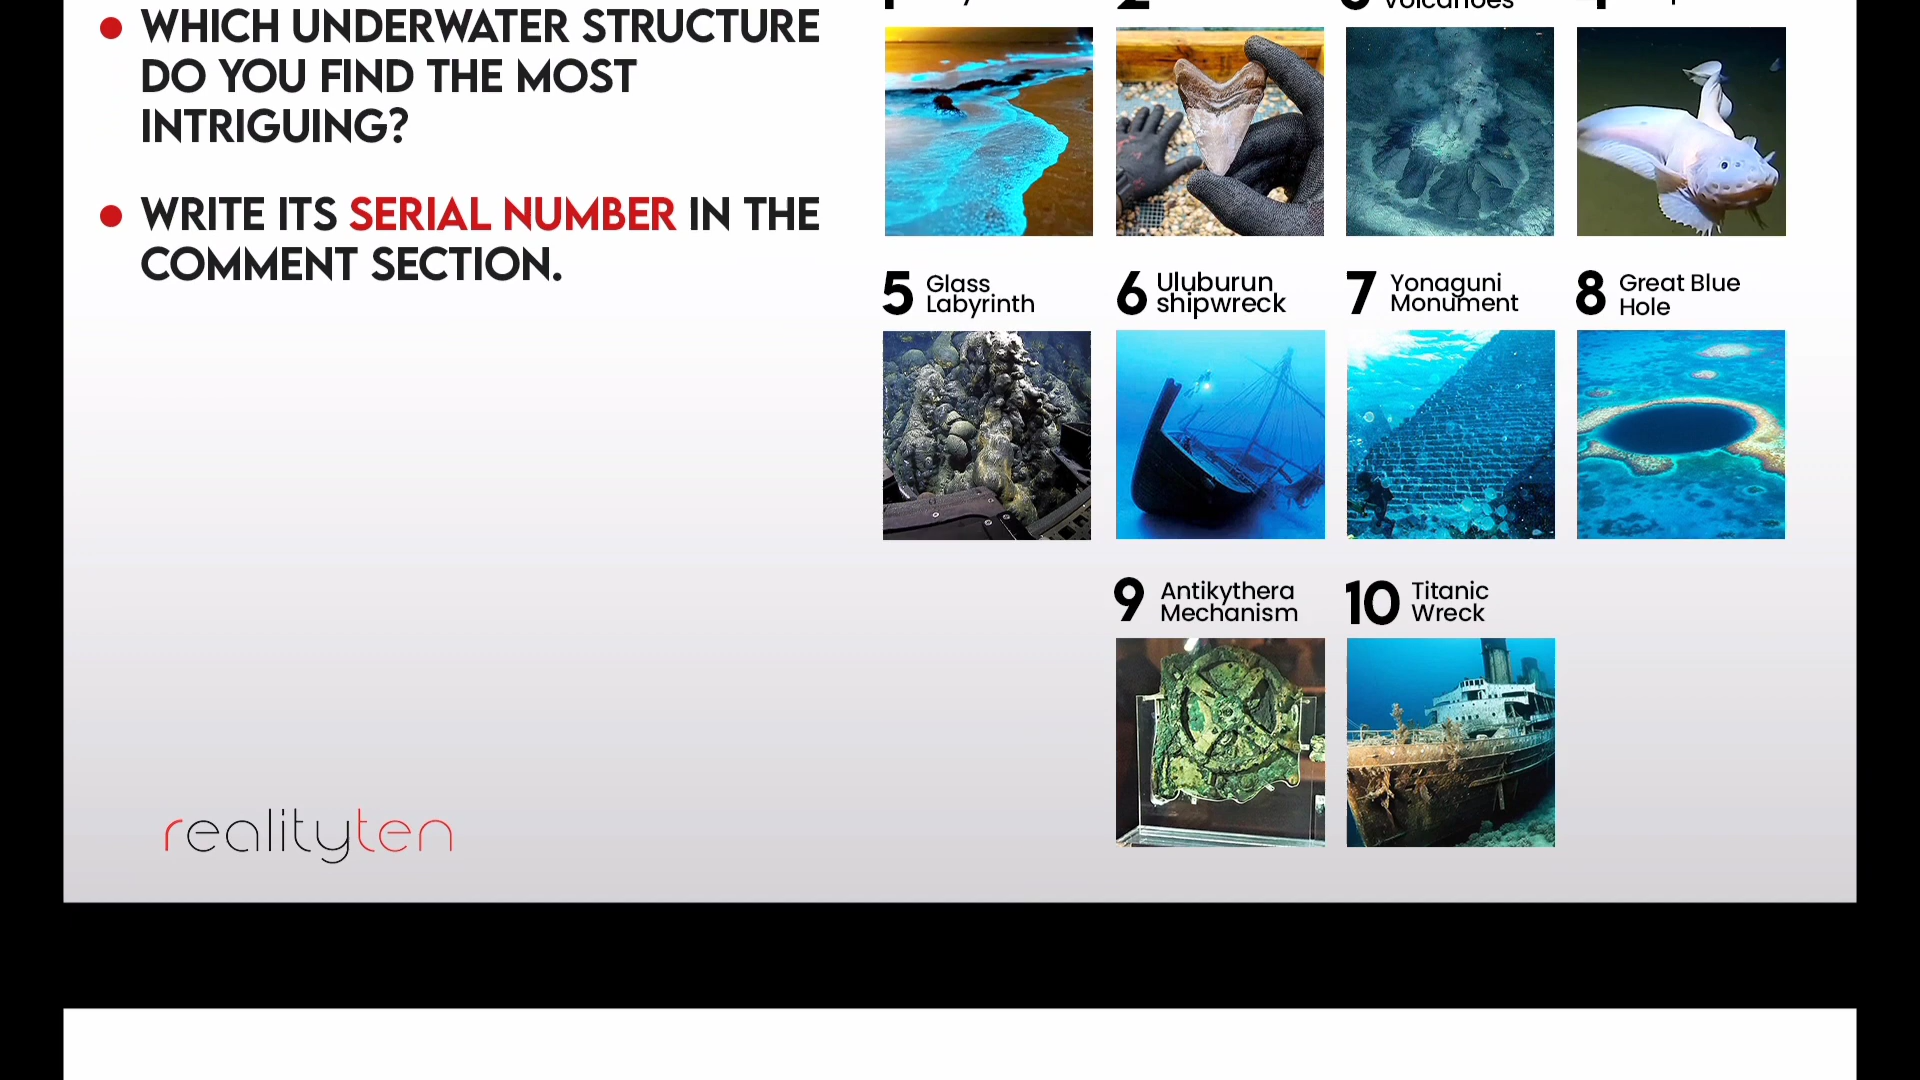 WHICH UNDERWATER STRUCTURE
DO YOU FIND THE MOST
INTRIGUING?
WRITE ITS SERIAL NUMBER IN THE
COMMENT SECTION.
Volcanoes
5 Glass
Labyrinth
6 Uluburun
shipwreck
7 Yonaguni
Monument
8 Great Blue
Hole
9 Antikythera
Mechanism
10 Titanic
Wreck
realityten